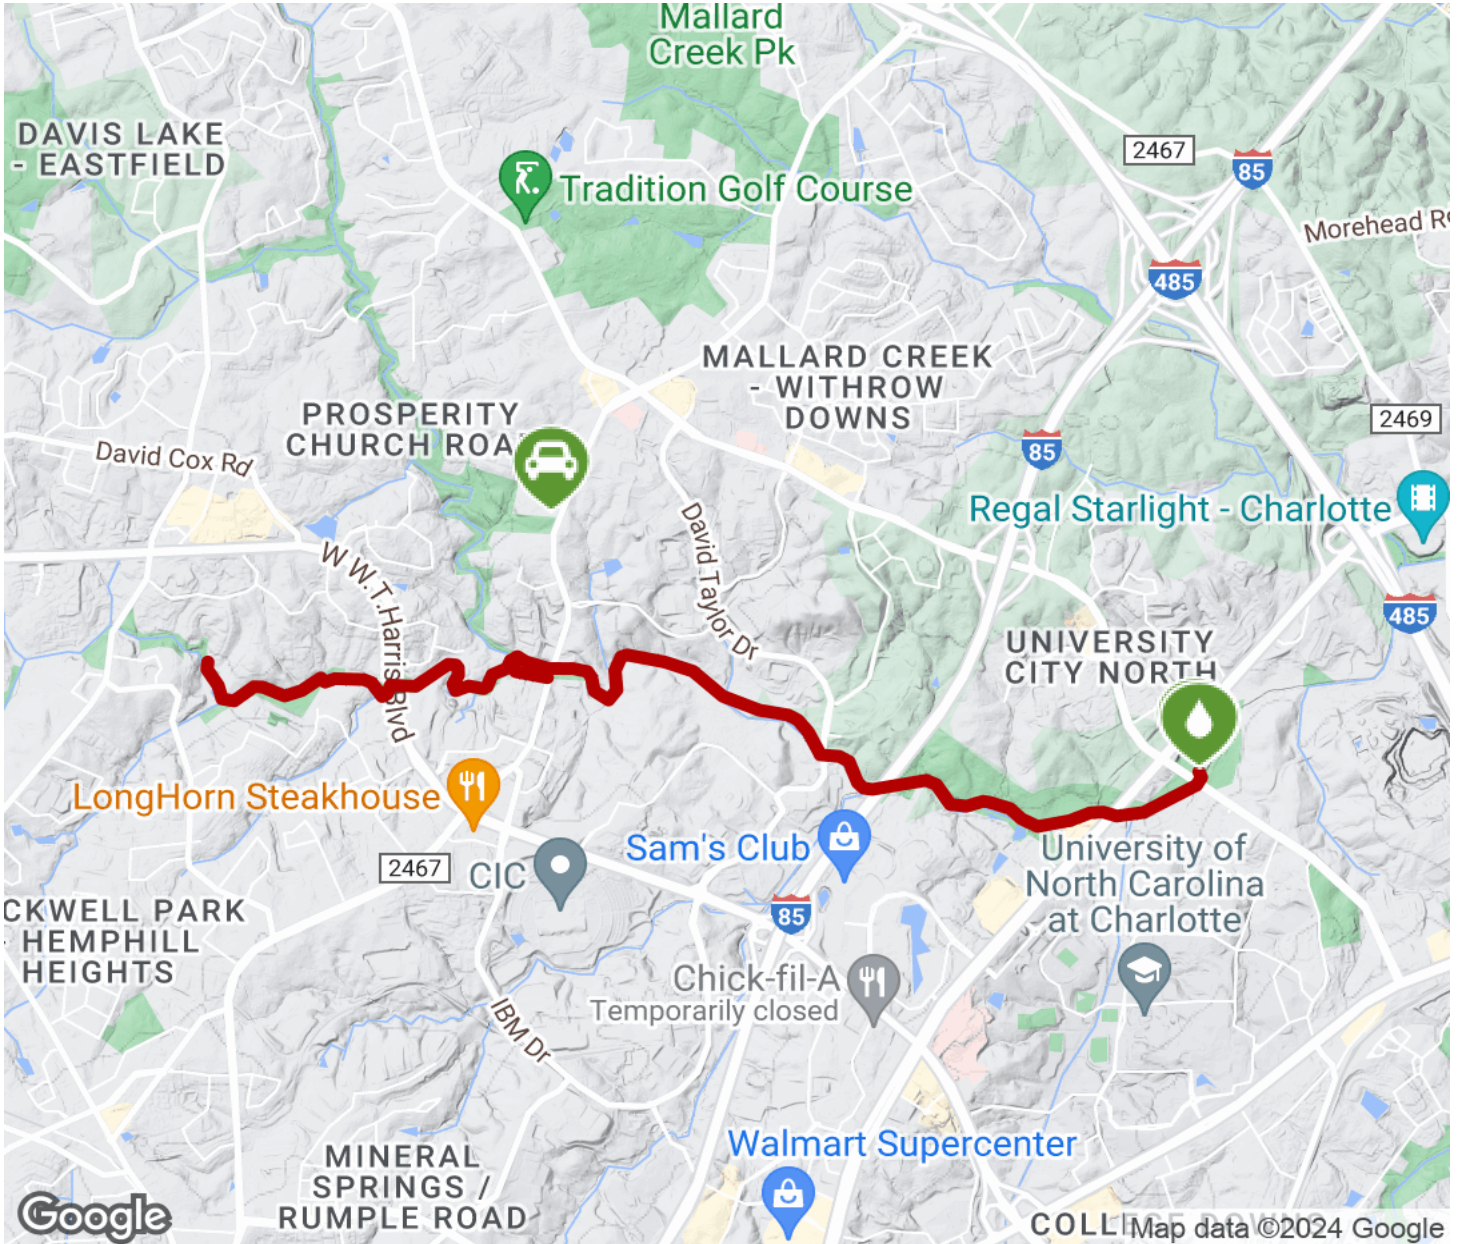 Mallard
Creek Pk
DAVIS LAKE
- EASTFIELD
2467
85
Tradition Golf Course
Morehead
485
MALLARD CREEK
- WITHROW
DOWNS
PROSPERITY
CHURCH ROA
2469
David Cox Rd
85
Regal Starlight - Charlotte
David Taylor Dr
W W.T.Harris Blvd
485
UNIVERSITY
CITY NORTH
LongHorn Steakhouse
Sam's Club
University of
North Carolina
at Charlotte
2467
CIC
85
CKWELL PARK
- HEMPHILL
HEIGHTS
Chick-fil-A
Temporarily closed
IBM Dr
Walmart Supercenter
MINERAL
SPRINGS /
RUMPLE ROAD
Google
Map data ©2024 Google